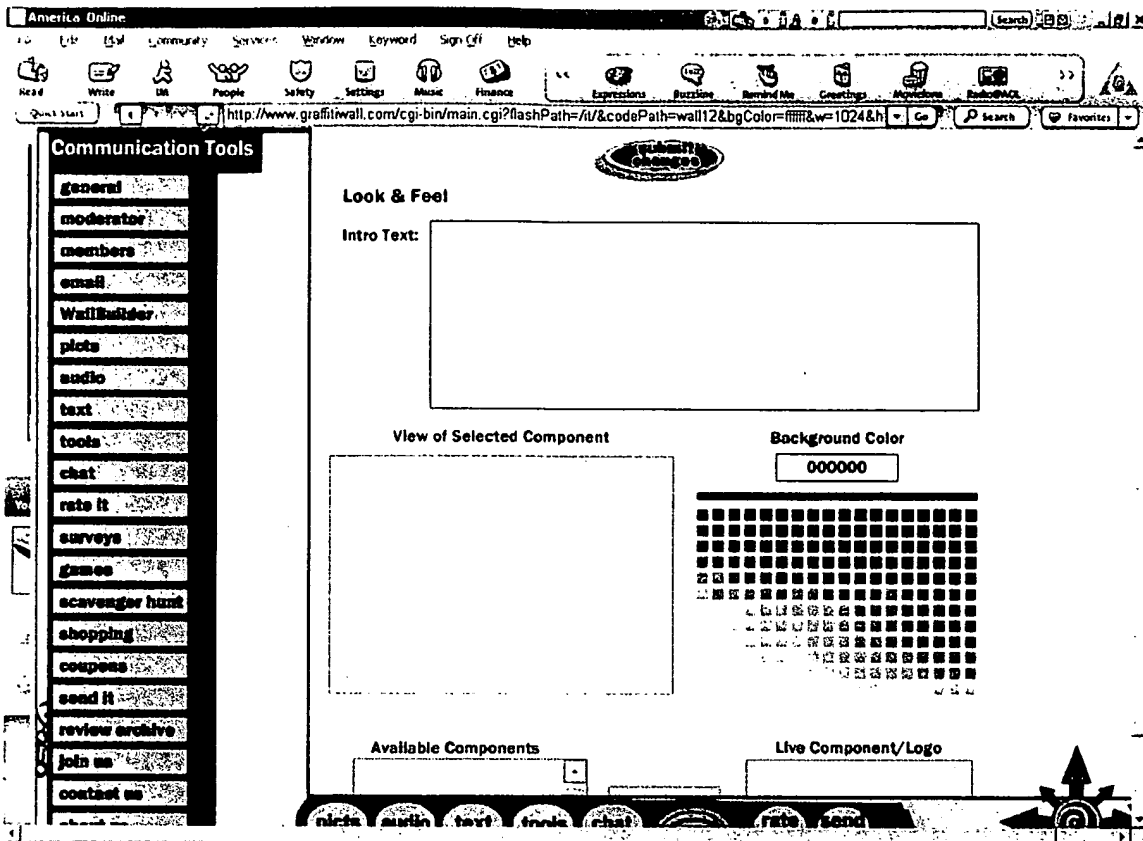 America Online
Search
Edit Mail Community Services Window Keyword Sign Off Help
Read Write IM People Safety Settings Music Finance Expressions Buzzline Remind Me Greetings Moviefone Radio@AOL
Quick Start http://www.graffitiwall.com/cgi-bin/main.cgi?flashPath=/it/&codePath=wall12&bgColor=ffffff&w=1024&h Go Search Favorites
Communication Tools
submit
changes
general
Look & Feel
moderator
Intro Text:
members
email
WallBuilder
picts
audio
text
tools
View of Selected Component
Background Color
chat
000000
rate it
surveys
games
scavenger hunt
shopping
coupons
send it
review archive
Available Components
Live Component/Logo
join us
contact us
about us
picts audio text tools chat rate send